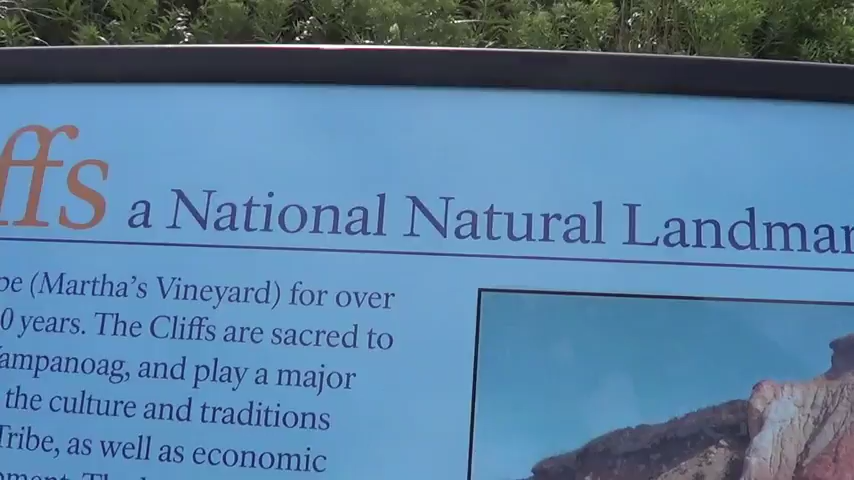 ffs a National Natural Landmar
pe (Martha's Vineyard) for over
0 years. The Cliffs are sacred to
ampanoag, and play a major
the culture and traditions
Tribe, as well as economic